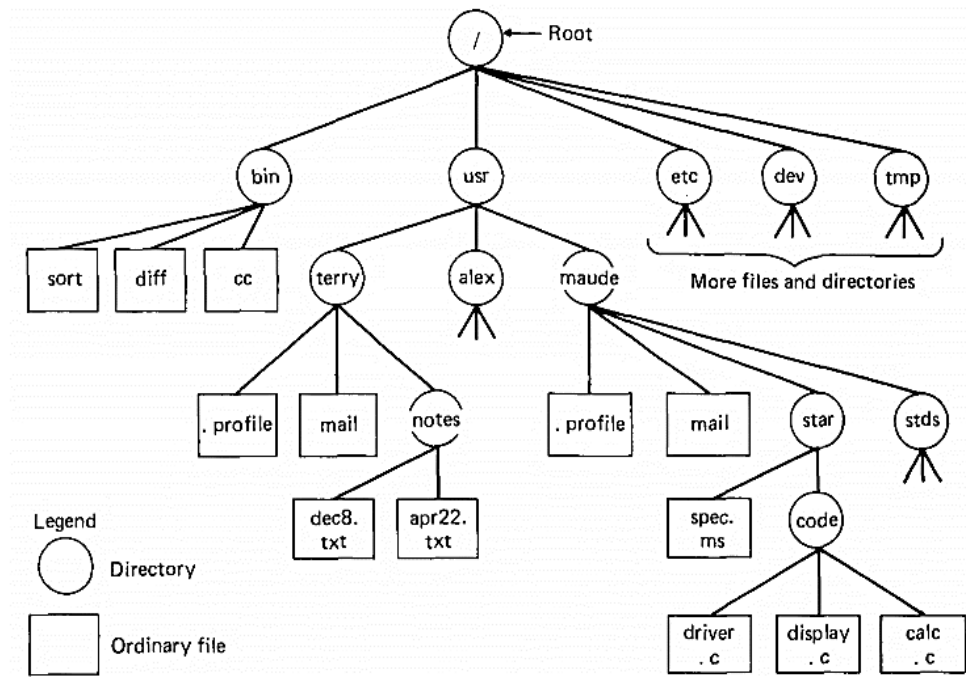 /
Root
bin
usr
etc
dev
tmp
sort
diff
cc
terry
alex
maude
More files and directories
. profile
mail
notes
. profile
mail
star
stds
dec8.
txt
apr22.
txt
spec.
ms
code
Legend
Directory
driver
. c
display
. c
calc
. c
Ordinary file